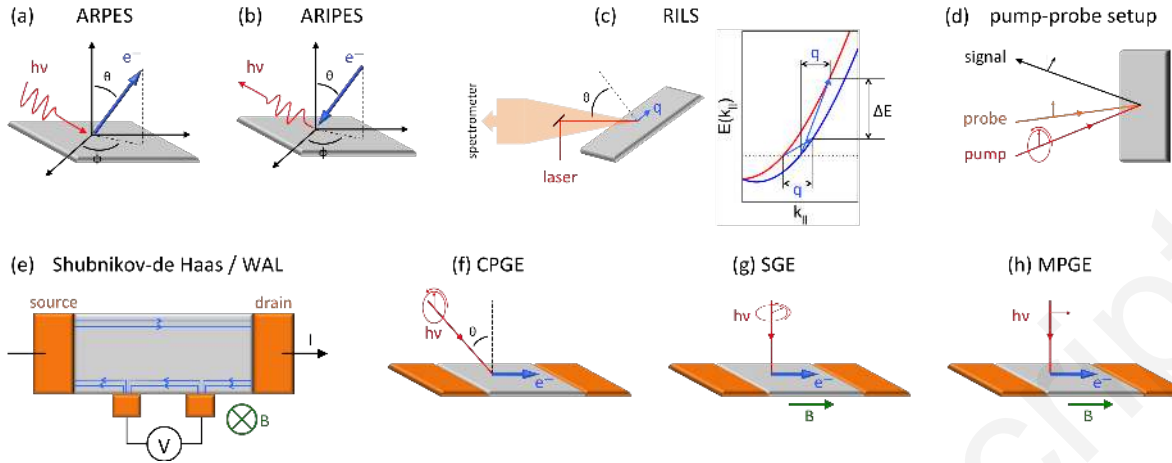 (a) ARPES
hν
θ
e⁻
ϕ
(b) ARIPES
hν
θ
e⁻
ϕ
(c) RILS
spectrometer
θ
q
laser
E(k||)
q
ΔE
q
k||
(d) pump-probe setup
signal
probe
pump
(e) Shubnikov-de Haas / WAL
source
drain
I
B
V
(f) CPGE
hν
θ
e⁻
(g) SGE
hν
e⁻
B
(h) MPGE
hν
e⁻
B